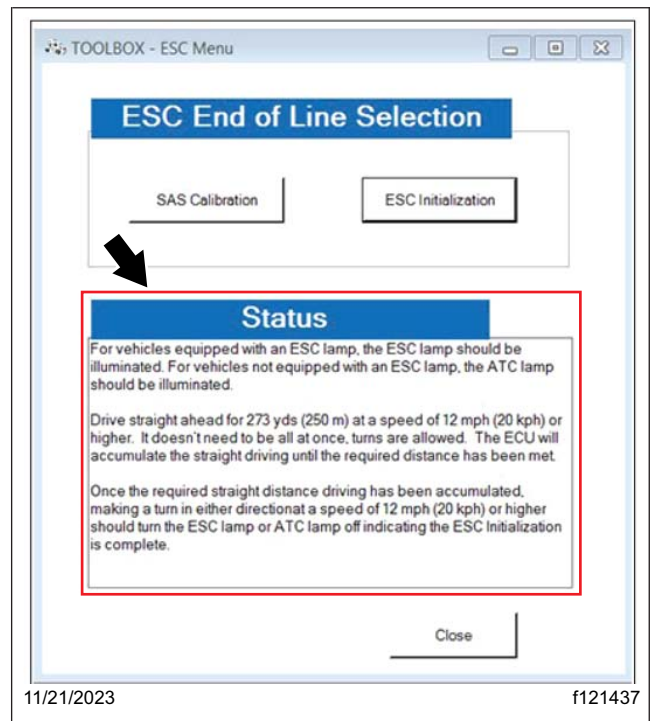 TOOLBOX - ESC Menu
ESC End of Line Selection
SAS Calibration
ESC Initialization
Status
For vehicles equipped with an ESC lamp, the ESC lamp should be
illuminated. For vehicles not equipped with an ESC lamp, the ATC lamp
should be illuminated.
Drive straight ahead for 273 yds (250 m) at a speed of 12 mph (20 kph) or
higher. It doesn't need to be all at once, turns are allowed. The ECU will
accumulate the straight driving until the required distance has been met.
Once the required straight distance driving has been accumulated,
making a turn in either directionat a speed of 12 mph (20 kph) or higher
should turn the ESC lamp or ATC lamp off indicating the ESC Initialization
is complete.
Close
11/21/2023
f121437